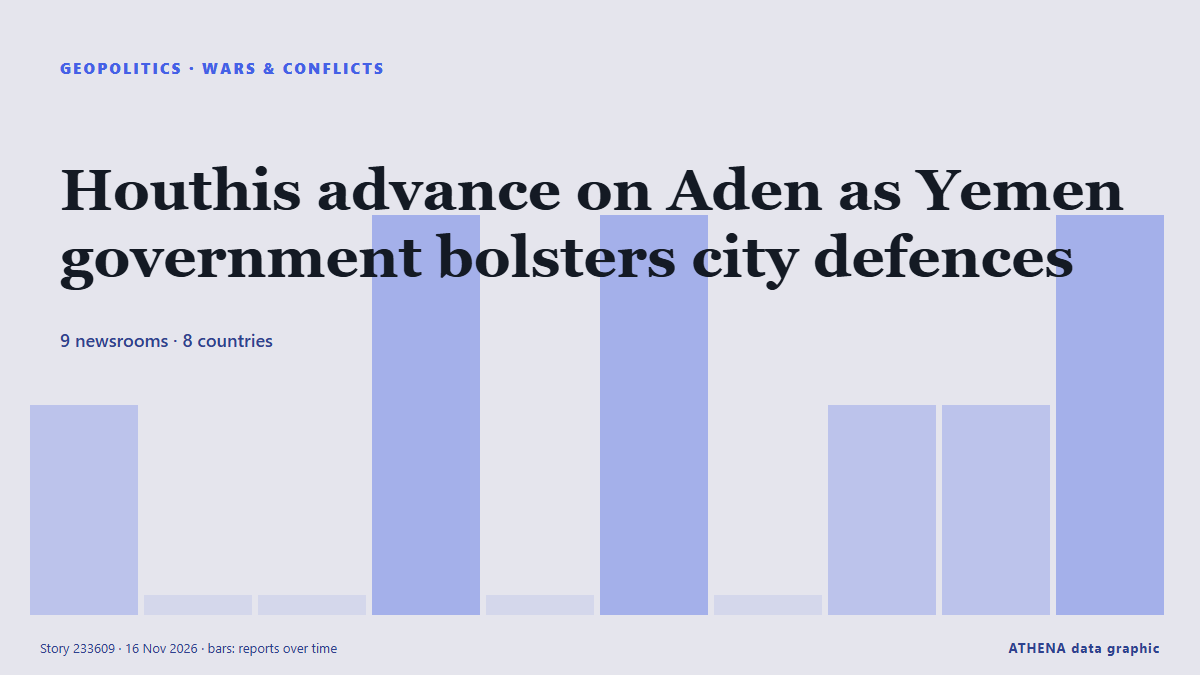 GEOPOLITICS · WARS & CONFLICTS
Houthis advance on Aden as Yemen
government bolsters city defences
9 newsrooms · 8 countries
Story 233609 · 16 Nov 2026 · bars: reports over time
ATHENA data graphic